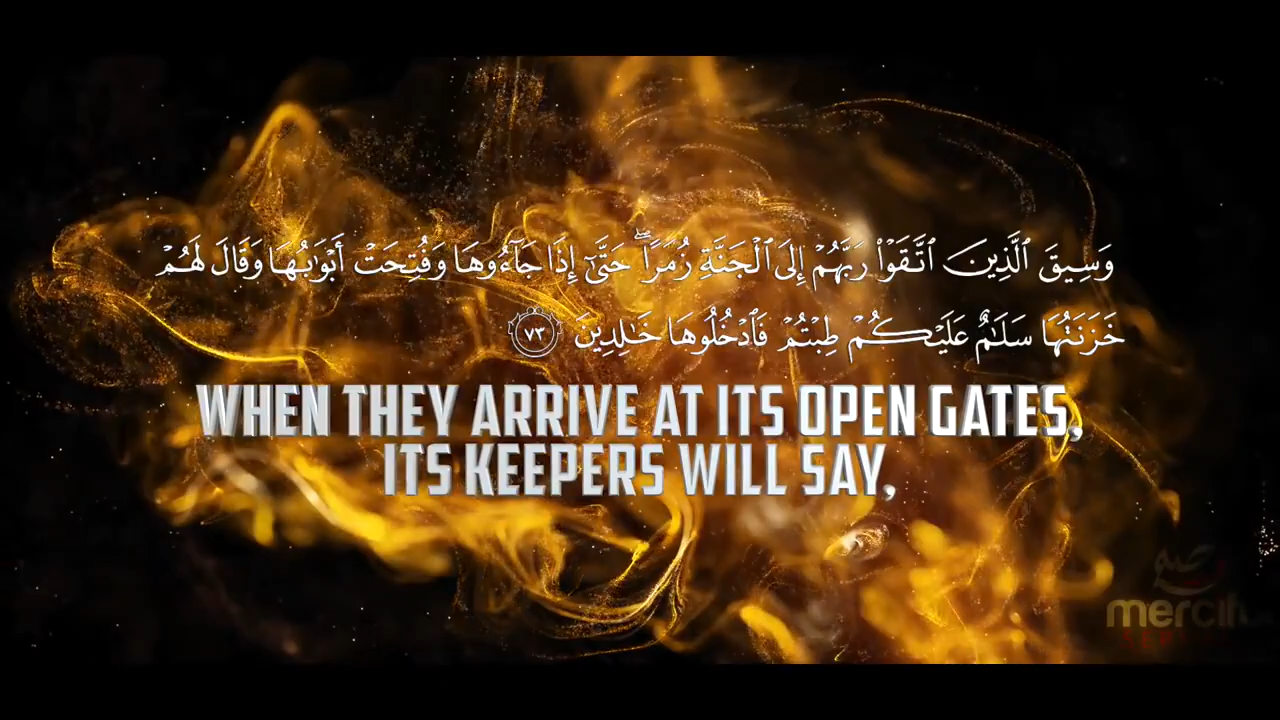 وَسِيقَ ٱلَّذِينَ ٱتَّقَوْا۟ رَبَّهُمْ إِلَى ٱلْجَنَّةِ زُمَرًا ۖ حَتَّىٰٓ إِذَا جَآءُوهَا وَفُتِحَتْ أَبْوَٰبُهَا وَقَالَ لَهُمْ
خَزَنَتُهَا سَلَـٰمٌ عَلَيْكُمْ طِبْتُمْ فَٱدْخُلُوهَا خَـٰلِدِينَ ٧٣
WHEN THEY ARRIVE AT ITS OPEN GATES,
ITS KEEPERS WILL SAY,